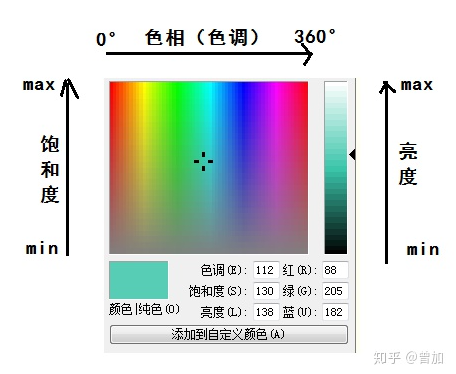 0° 色相（色调） 360°
max
max
饱和度
亮度
min
min
色调(E): 112 红(R): 88
饱和度(S): 130 绿(G): 205
颜色|纯色(O) 亮度(L): 138 蓝(U): 182
添加到自定义颜色(A)
知乎 @曾加